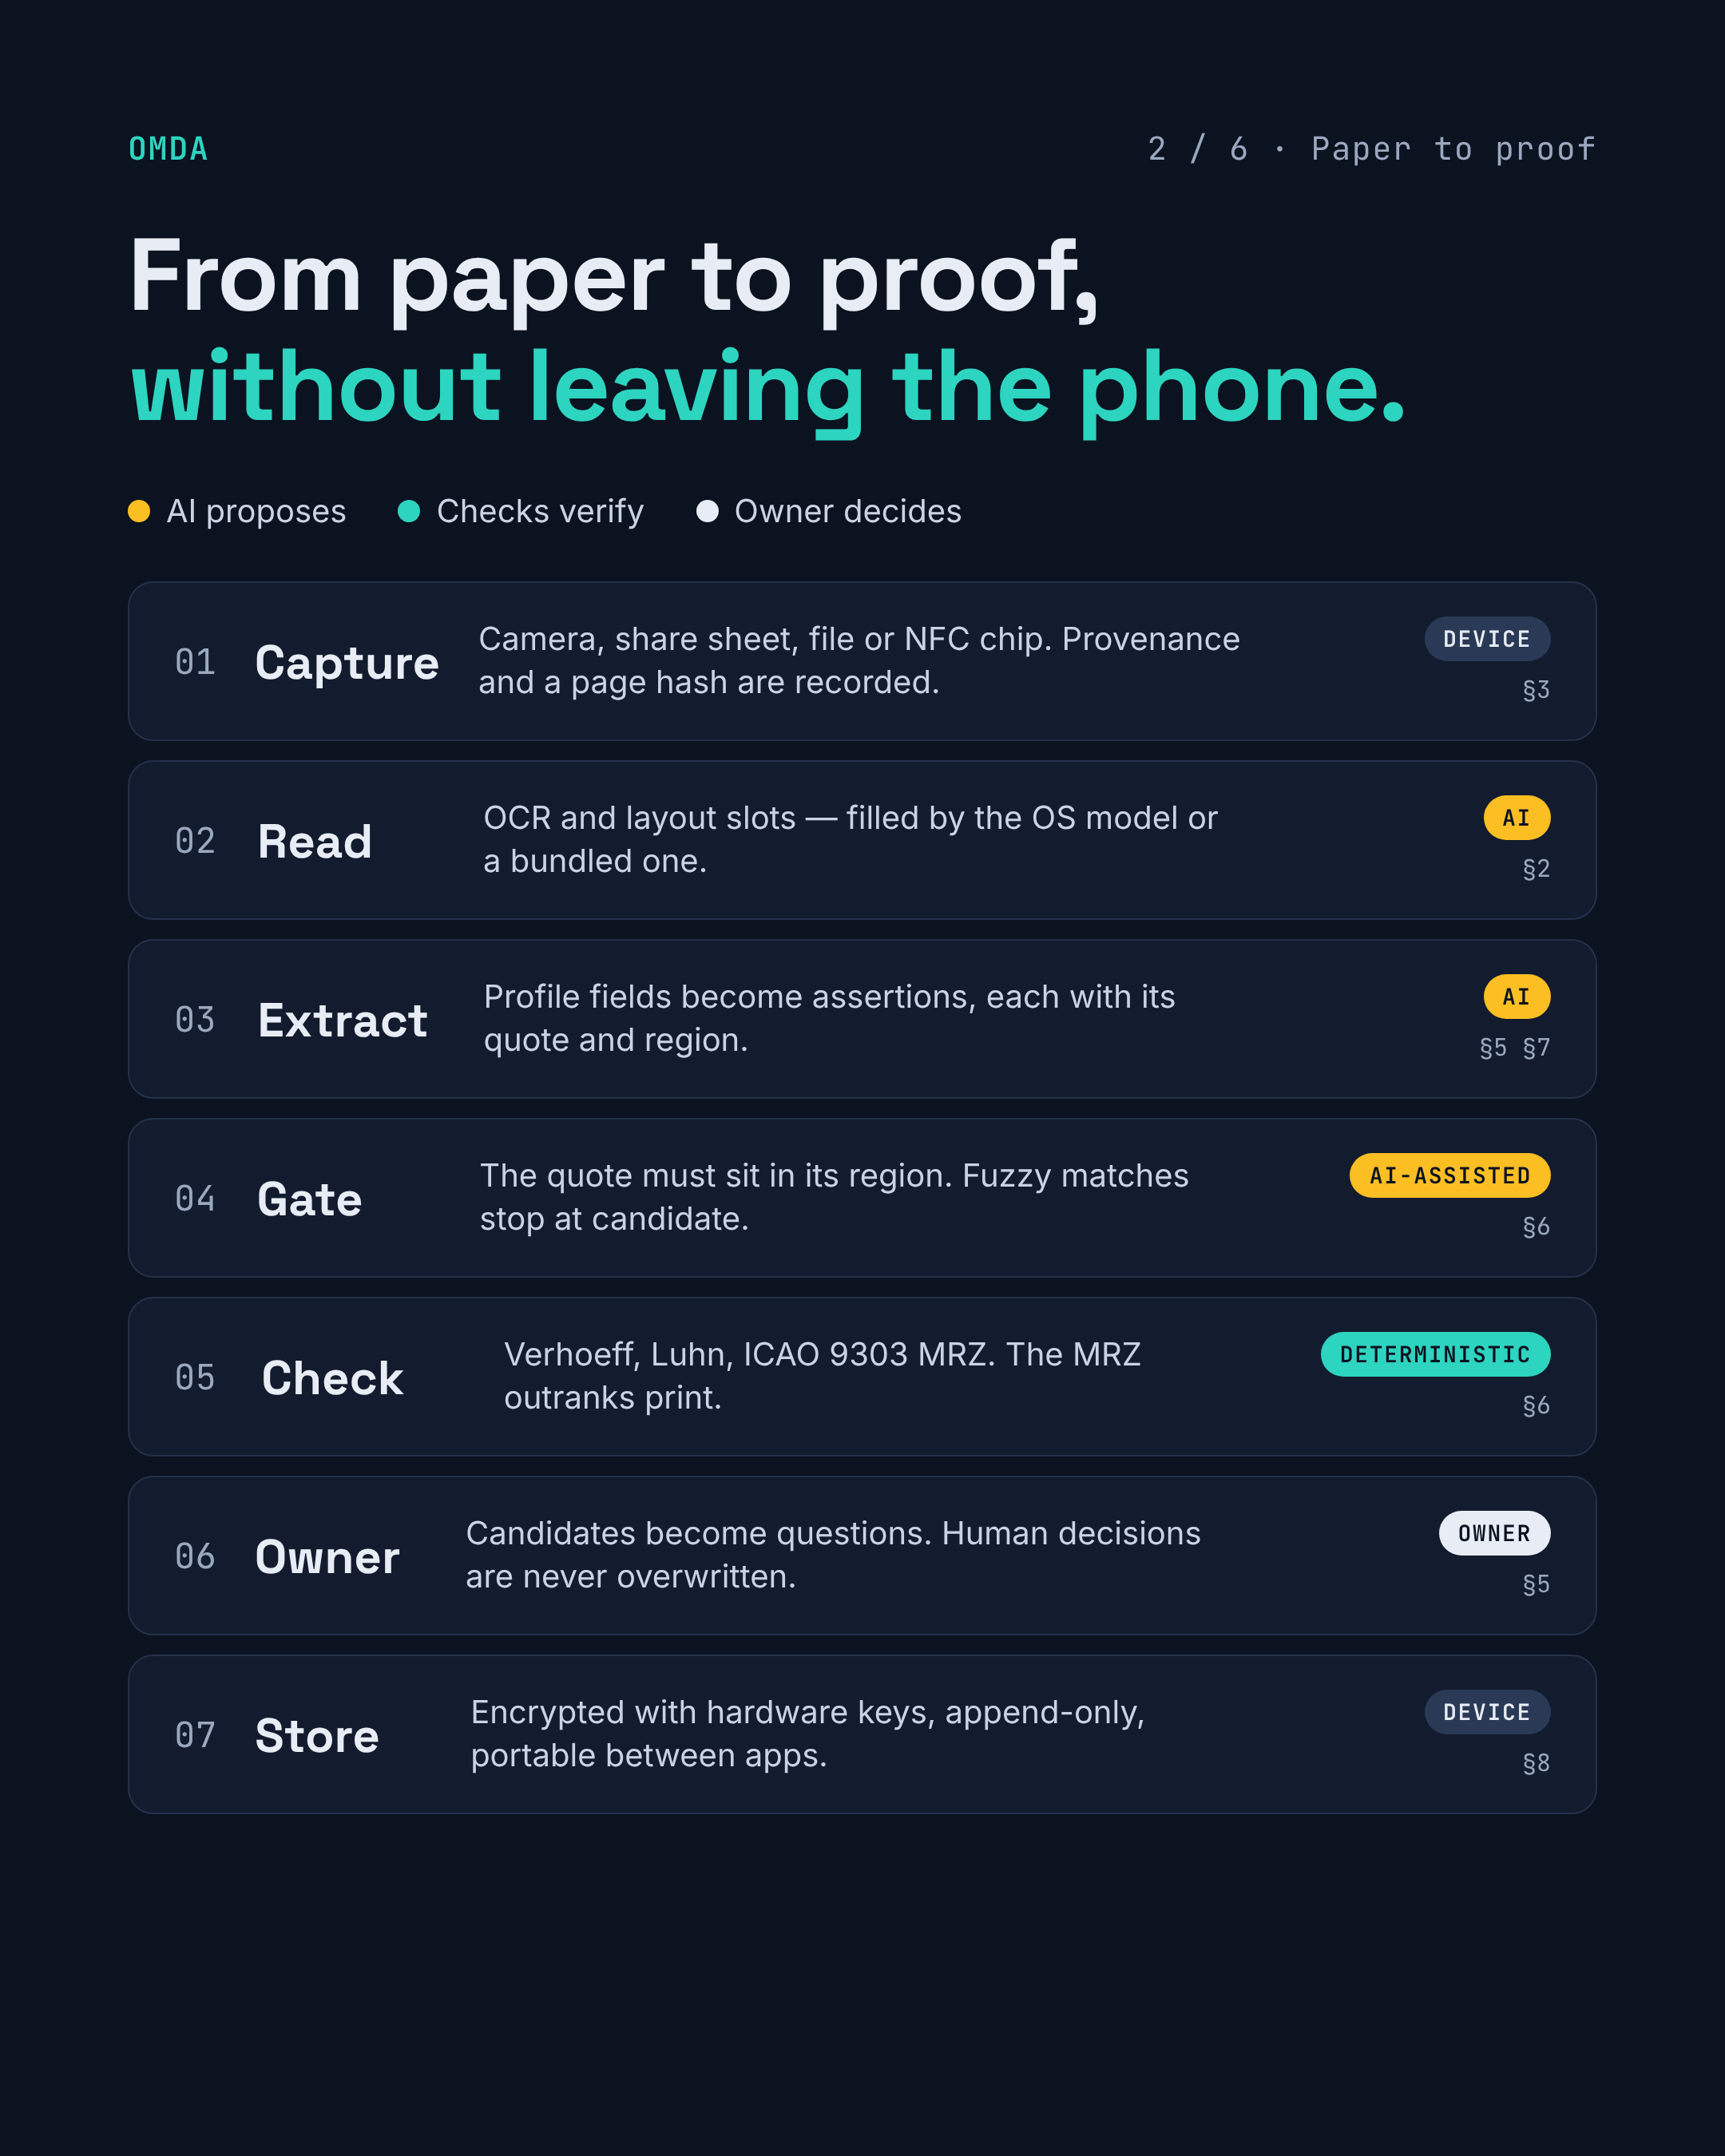 OMDA
2 / 6 · Paper to proof
From paper to proof,
without leaving the phone.
AI proposes
Checks verify
Owner decides
01 Capture
Camera, share sheet, file or NFC chip. Provenance
and a page hash are recorded.
DEVICE
§3
02 Read
OCR and layout slots — filled by the OS model or
a bundled one.
AI
§2
03 Extract
Profile fields become assertions, each with its
quote and region.
AI
§5 §7
04 Gate
The quote must sit in its region. Fuzzy matches
stop at candidate.
AI-ASSISTED
§6
05 Check
Verhoeff, Luhn, ICAO 9303 MRZ. The MRZ
outranks print.
DETERMINISTIC
§6
06 Owner
Candidates become questions. Human decisions
are never overwritten.
OWNER
§5
07 Store
Encrypted with hardware keys, append-only,
portable between apps.
DEVICE
§8